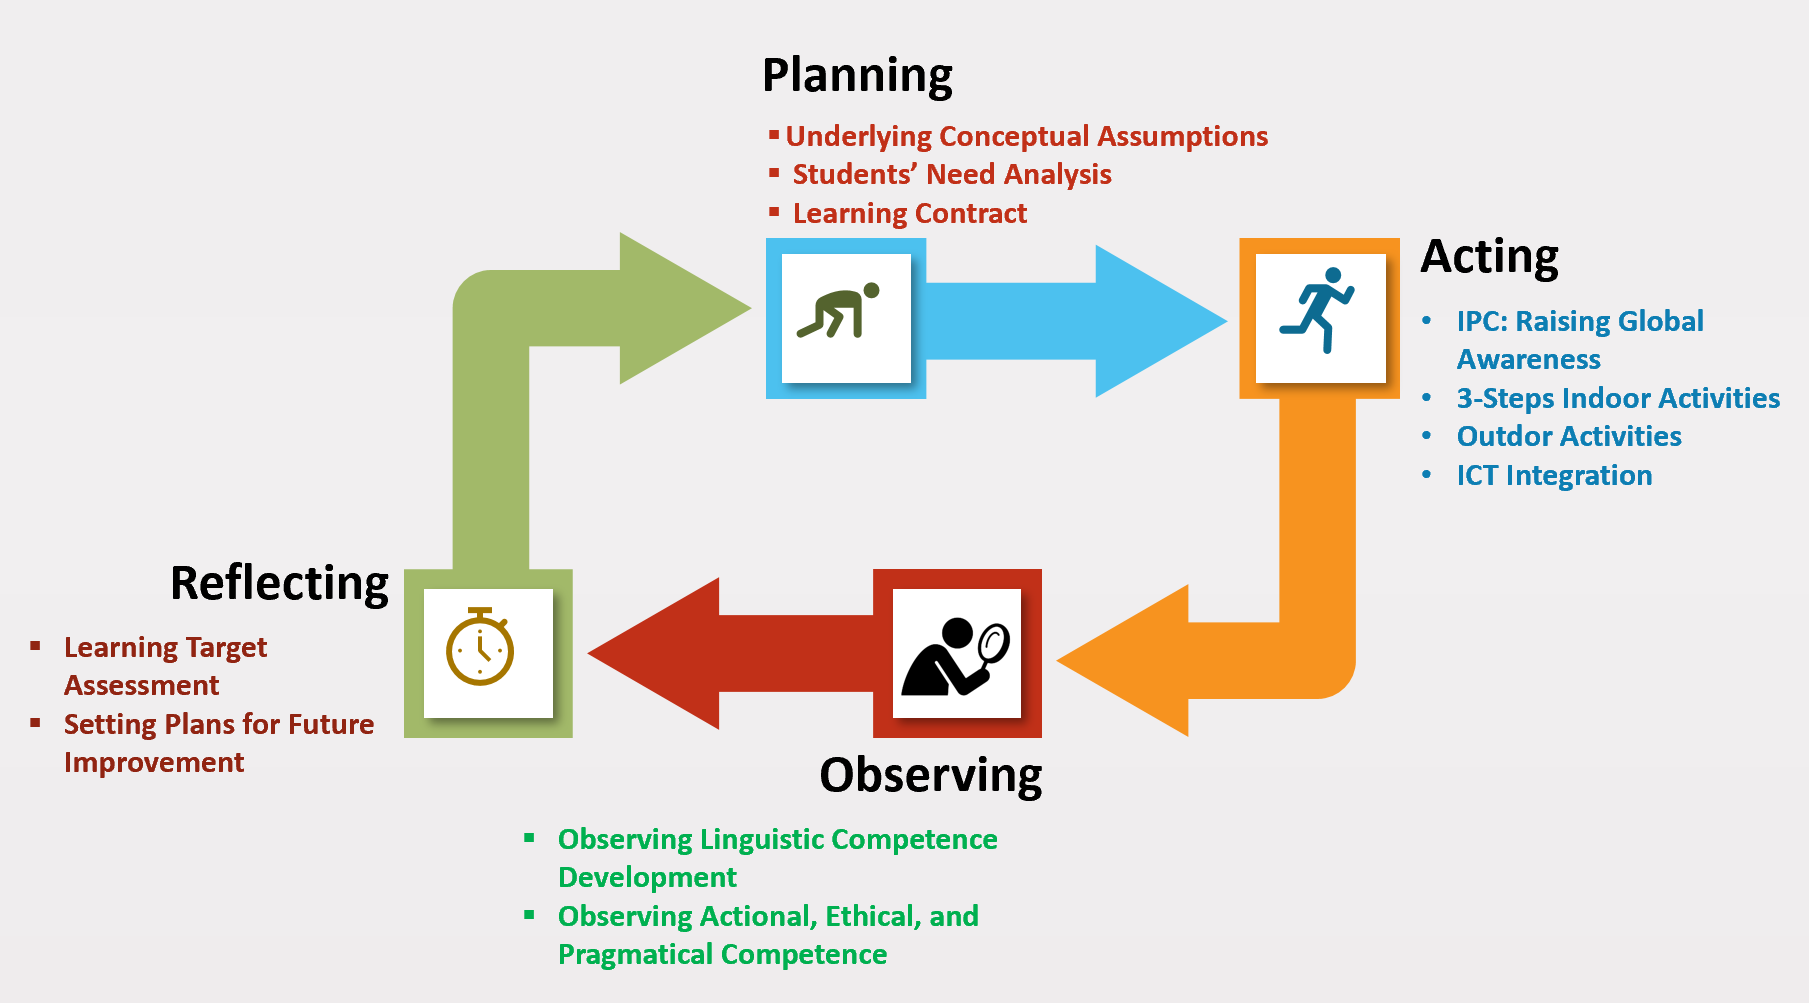 Planning
▪ Underlying Conceptual Assumptions
▪ Students’ Need Analysis
▪ Learning Contract
Acting
• IPC: Raising Global
Awareness
• 3-Steps Indoor Activities
• Outdor Activities
• ICT Integration
Reflecting
▪ Learning Target
Assessment
▪ Setting Plans for Future
Improvement
Observing
▪ Observing Linguistic Competence
Development
▪ Observing Actional, Ethical, and
Pragmatical Competence